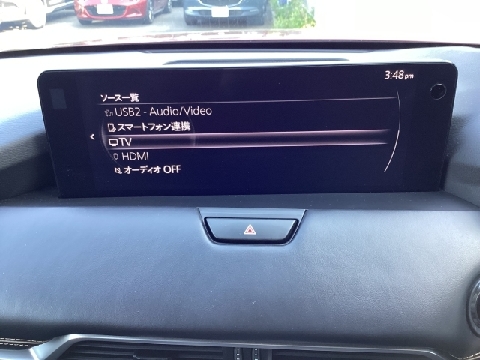 3:48pm
ソース一覧
USB2 - Audio/Video
スマートフォン連携
TV
HDMI
オーディオ OFF